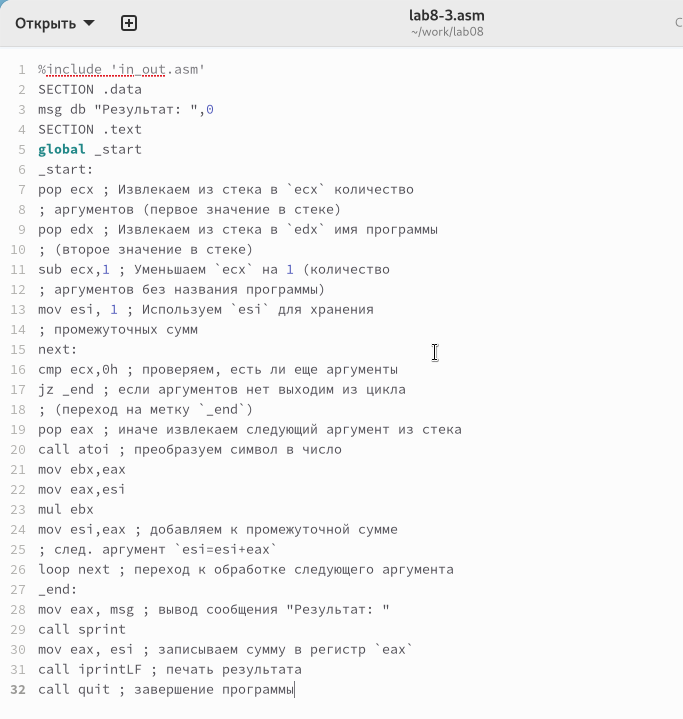 Открыть
lab8-3.asm
~/work/lab08
1 %include 'in_out.asm'
2 SECTION .data
3 msg db "Результат: ",0
4 SECTION .text
5 global _start
6 _start:
7 pop ecx ; Извлекаем из стека в `ecx` количество
8 ; аргументов (первое значение в стеке)
9 pop edx ; Извлекаем из стека в `edx` имя программы
10 ; (второе значение в стеке)
11 sub ecx,1 ; Уменьшаем `ecx` на 1 (количество
12 ; аргументов без названия программы)
13 mov esi, 1 ; Используем `esi` для хранения
14 ; промежуточных сумм
15 next:
16 cmp ecx,0h ; проверяем, есть ли еще аргументы
17 jz _end ; если аргументов нет выходим из цикла
18 ; (переход на метку `_end`)
19 pop eax ; иначе извлекаем следующий аргумент из стека
20 call atoi ; преобразуем символ в число
21 mov ebx,eax
22 mov eax,esi
23 mul ebx
24 mov esi,eax ; добавляем к промежуточной сумме
25 ; след. аргумент `esi=esi+eax`
26 loop next ; переход к обработке следующего аргумента
27 _end:
28 mov eax, msg ; вывод сообщения "Результат: "
29 call sprint
30 mov eax, esi ; записываем сумму в регистр `eax`
31 call iprintLF ; печать результата
32 call quit ; завершение программы